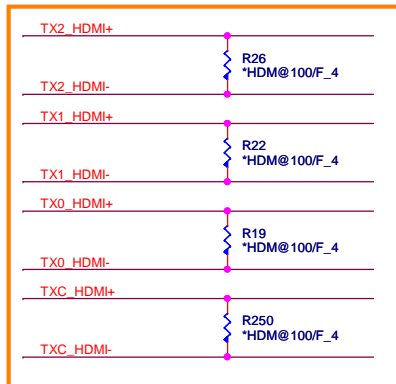 TX2_HDMI+
R26
*HDM@100/F_4
TX2_HDMI-
TX1_HDMI+
R22
*HDM@100/F_4
TX1_HDMI-
TX0_HDMI+
R19
*HDM@100/F_4
TX0_HDMI-
TXC_HDMI+
R250
*HDM@100/F_4
TXC_HDMI-